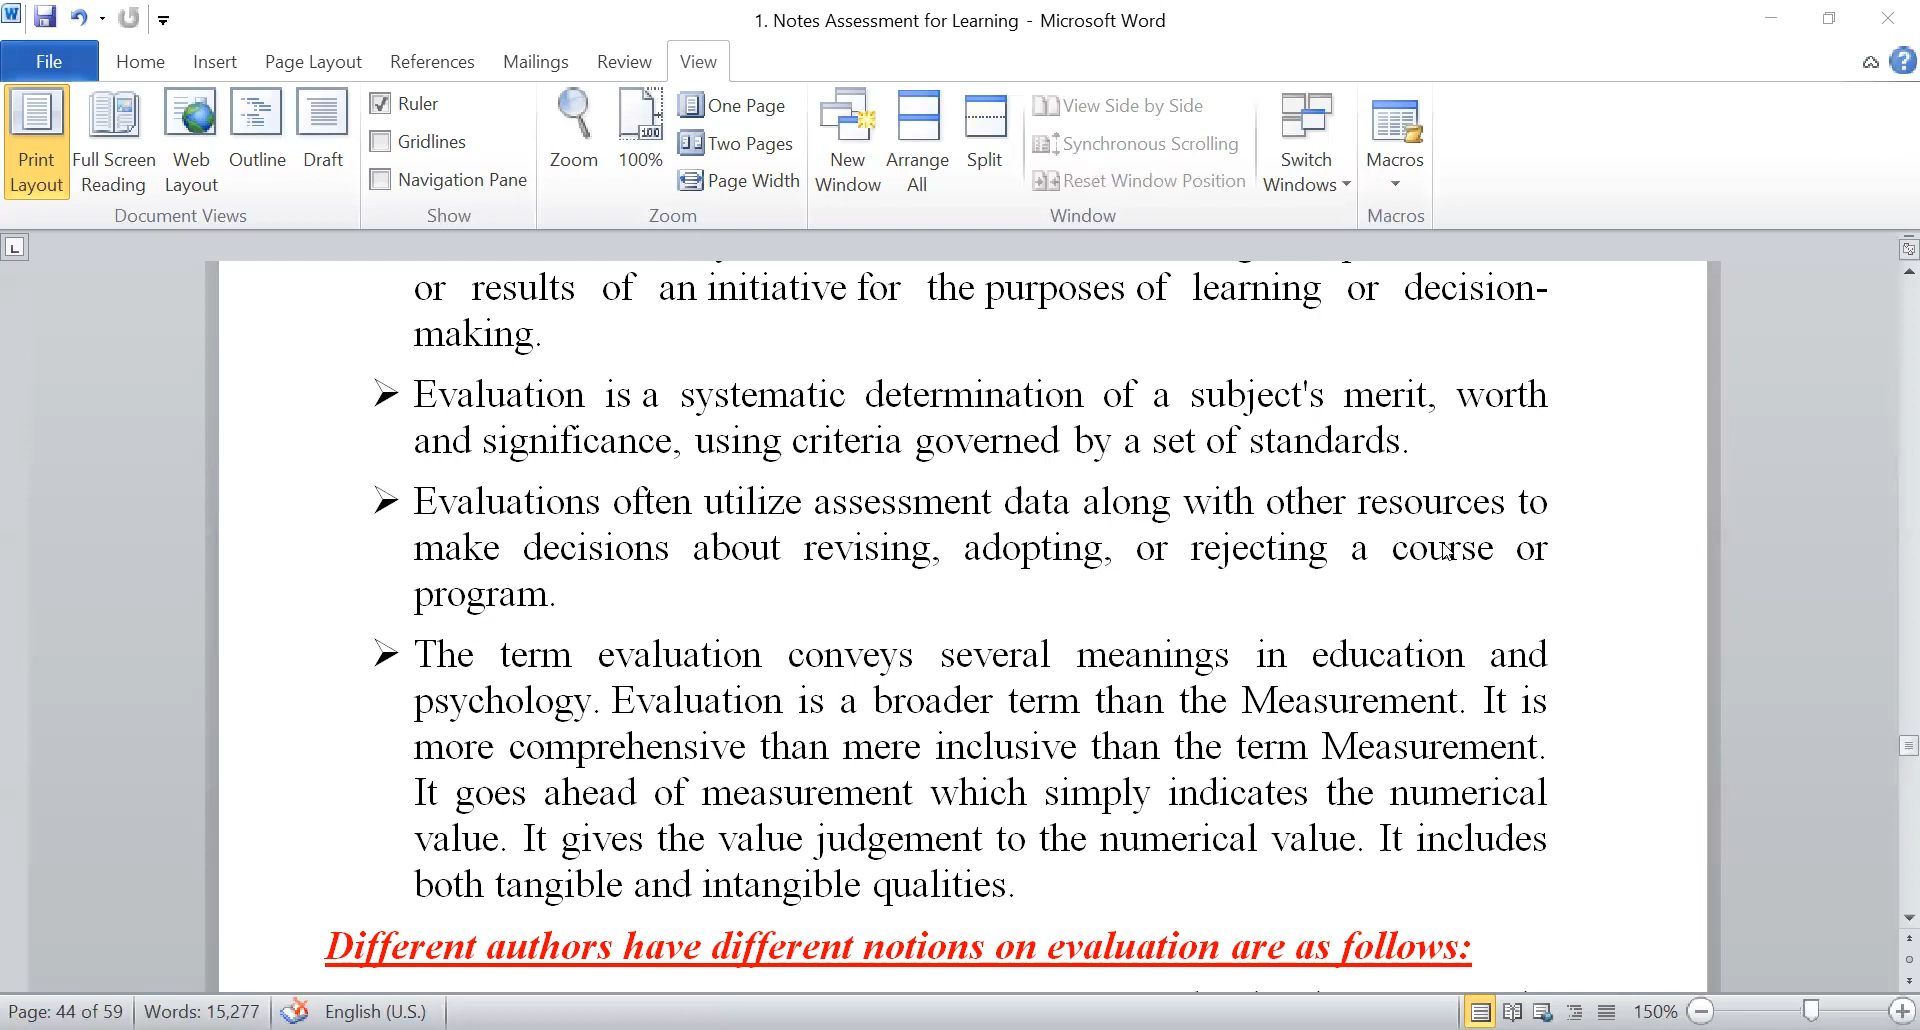 1. Notes Assessment for Learning - Microsoft Word
File Home Insert Page Layout References Mailings Review View
Print Layout
Full Screen Reading
Web Layout
Outline
Draft
Document Views
Ruler
Gridlines
Navigation Pane
Show
Zoom
100%
One Page
Two Pages
Page Width
Zoom
New Window
Arrange All
Split
View Side by Side
Synchronous Scrolling
Reset Window Position
Switch Windows
Window
Macros
Macros
or results of an initiative for the purposes of learning or decision-
making.
➢ Evaluation is a systematic determination of a subject's merit, worth
and significance, using criteria governed by a set of standards.
➢ Evaluations often utilize assessment data along with other resources to
make decisions about revising, adopting, or rejecting a course or
program.
➢ The term evaluation conveys several meanings in education and
psychology. Evaluation is a broader term than the Measurement. It is
more comprehensive than mere inclusive than the term Measurement.
It goes ahead of measurement which simply indicates the numerical
value. It gives the value judgement to the numerical value. It includes
both tangible and intangible qualities.
Different authors have different notions on evaluation are as follows:
Page: 44 of 59 Words: 15,277 English (U.S.) 150%